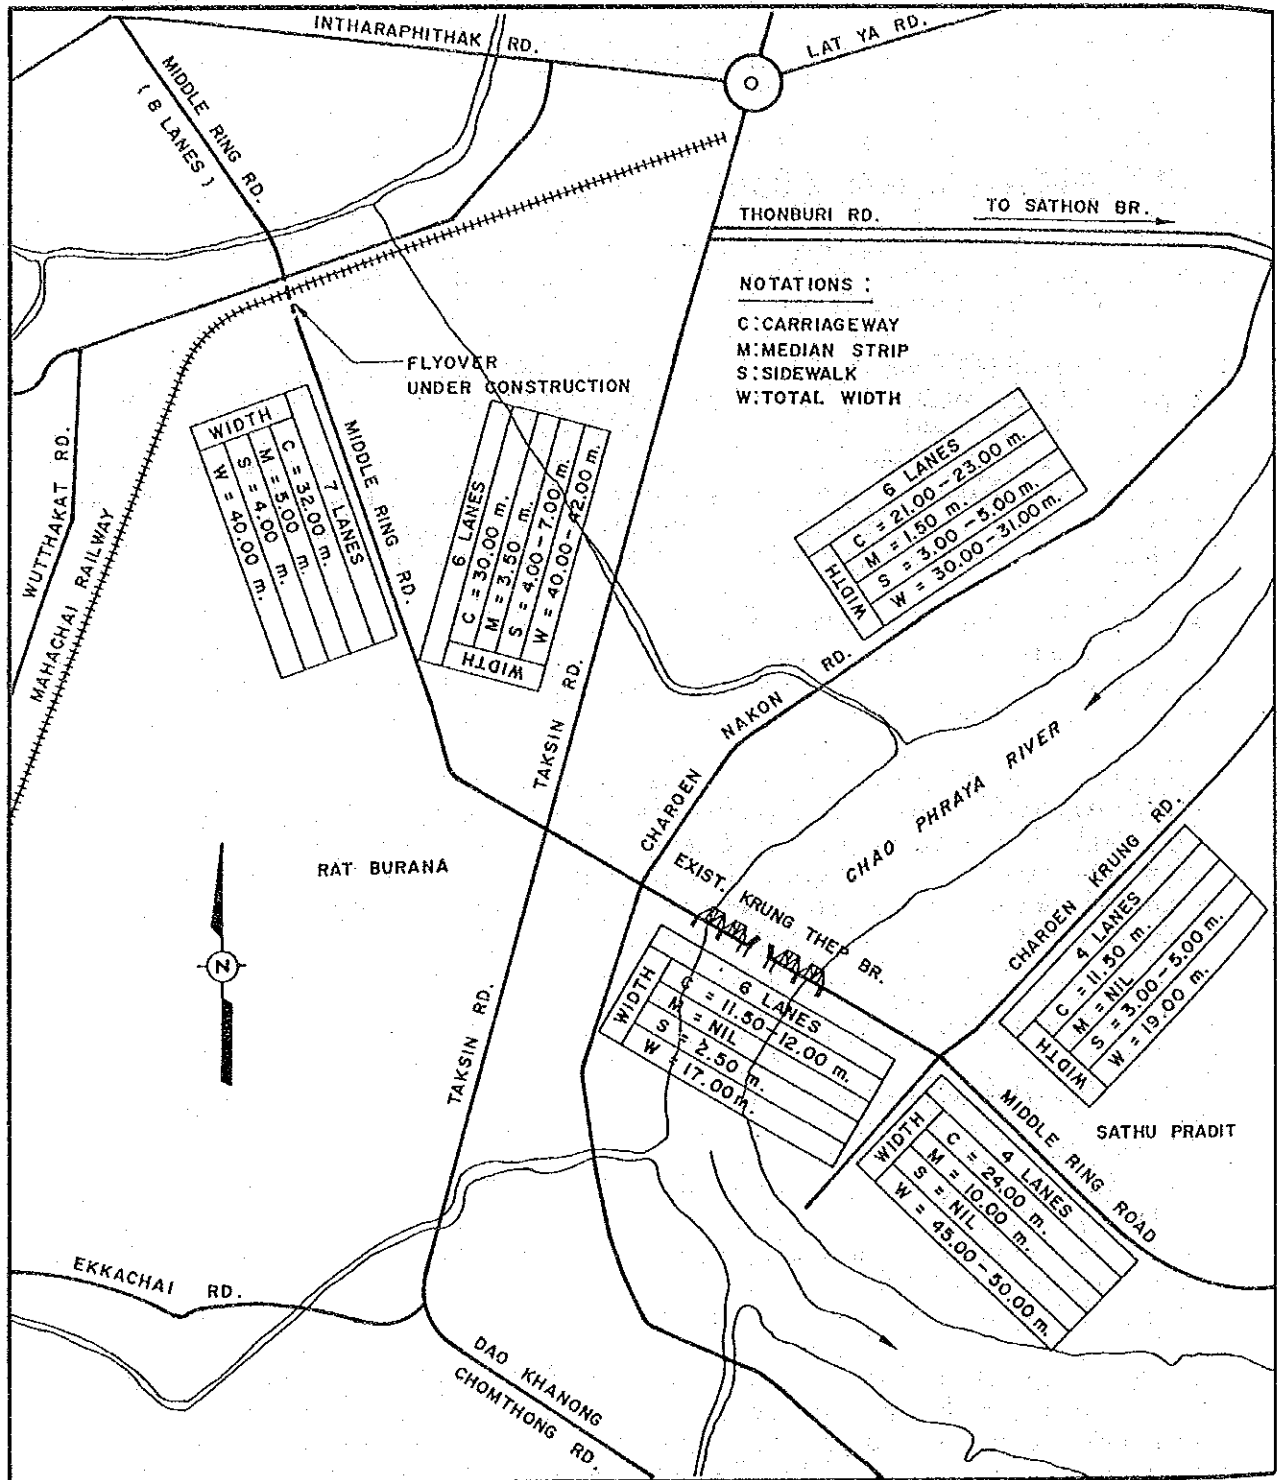 INTHARAPHITHAK RD.
LAT YA RD.
MIDDLE RING RD.
( 8 LANES )
THONBURI RD.
TO SATHON BR.
NOTATIONS :
C:CARRIAGEWAY
M:MEDIAN STRIP
S:SIDEWALK
W:TOTAL WIDTH
FLYOVER
UNDER CONSTRUCTION
WUTTHAKAT RD.
MAHACHAI RAILWAY
WIDTH
7 LANES
C = 32.00 m.
M = 5.00 m.
S = 4.00 m.
W = 40.00 m.
MIDDLE RING RD.
6 LANES
C = 30.00 m.
M = 3.50 m.
S = 4.00-7.00 m.
W = 40.00-42.00 m.
WIDTH
6 LANES
C = 21.00-23.00 m.
M = 1.50 m.
S = 3.00-5.00 m.
W = 30.00-31.00 m.
WIDTH
TAKSIN RD.
CHAROEN NAKON RD.
CHAO PHRAYA RIVER
RAT BURANA
EXIST. KRUNG THEP BR.
CHAROEN KRUNG RD.
N
WIDTH
6 LANES
C = 11.50-12.00 m.
M = NIL
S = 2.50 m.
W = 17.00 m.
4 LANES
C = 11.50 m.
M = NIL
S = 3.00-5.00 m.
W = 19.00 m.
WIDTH
TAKSIN RD.
MIDDLE RING ROAD
SATHU PRADIT
WIDTH
4 LANES
C = 24.00 m.
M = 10.00 m.
S = NIL
W = 45.00-50.00 m.
EKKACHAI RD.
DAO KHANONG
CHOMTHONG RD.